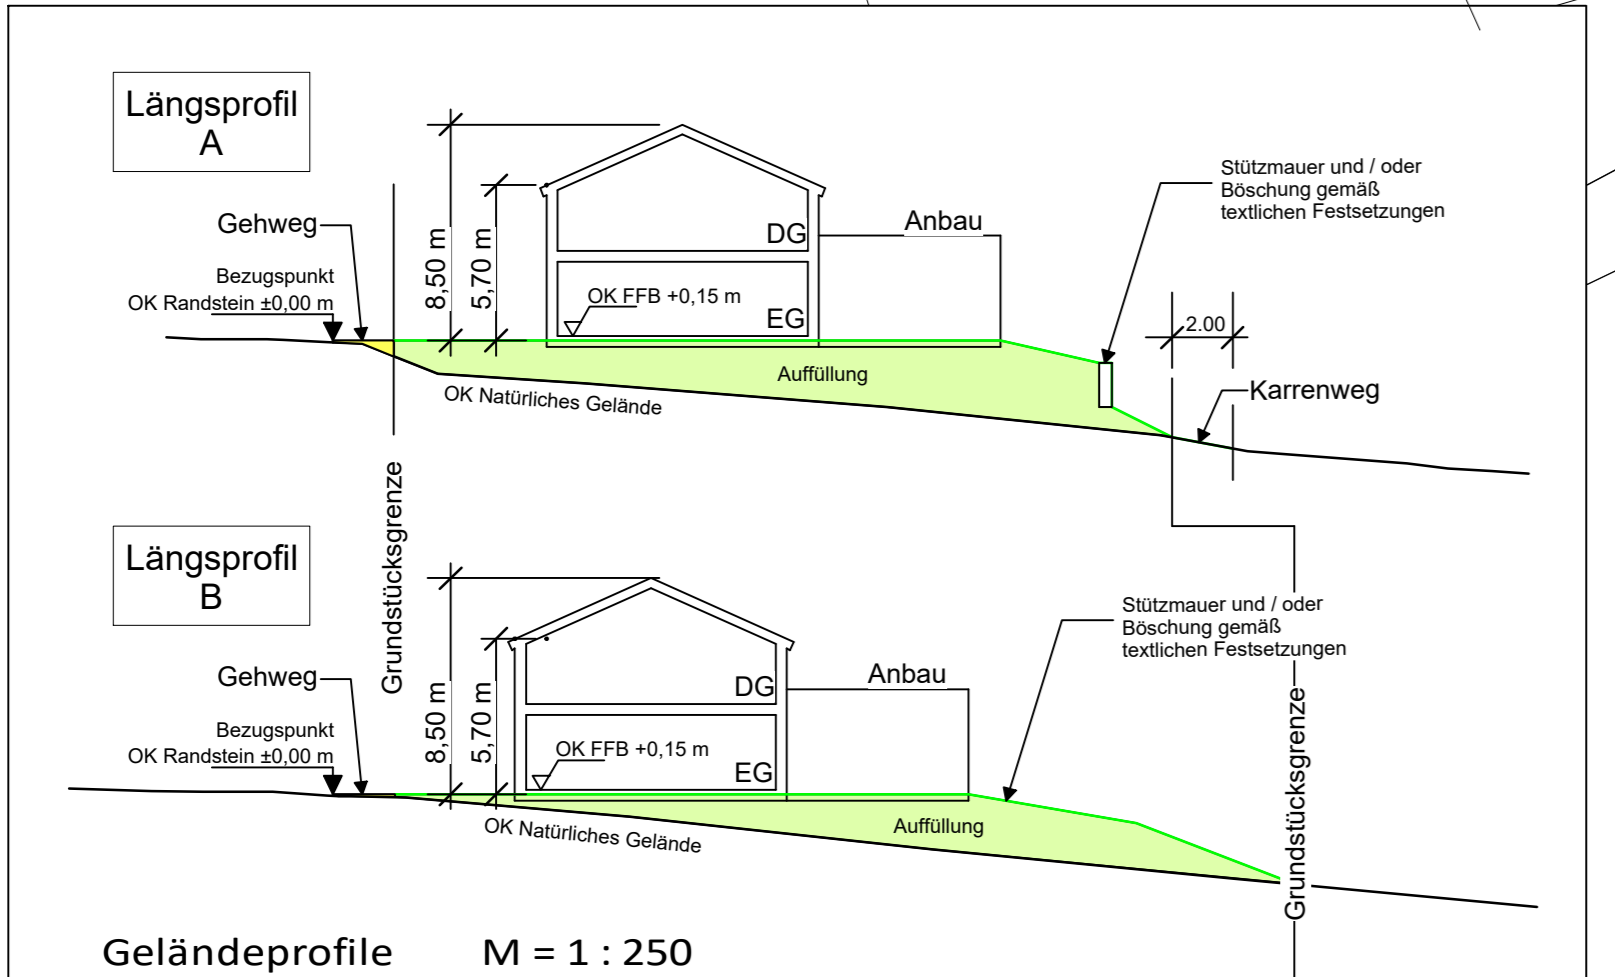 Längsprofil
A
8,50 m
5,70 m
Gehweg
Bezugspunkt
OK Randstein ±0,00 m
DG
Anbau
OK FFB +0,15 m
EG
Stützmauer und / oder
Böschung gemäß
textlichen Festsetzungen
2.00
Auffüllung
OK Natürliches Gelände
Karrenweg
Grundstücksgrenze
Längsprofil
B
8,50 m
5,70 m
Gehweg
Bezugspunkt
OK Randstein ±0,00 m
DG
Anbau
OK FFB +0,15 m
EG
Stützmauer und / oder
Böschung gemäß
textlichen Festsetzungen
Auffüllung
OK Natürliches Gelände
Grundstücksgrenze
Geländeprofile M = 1 : 250